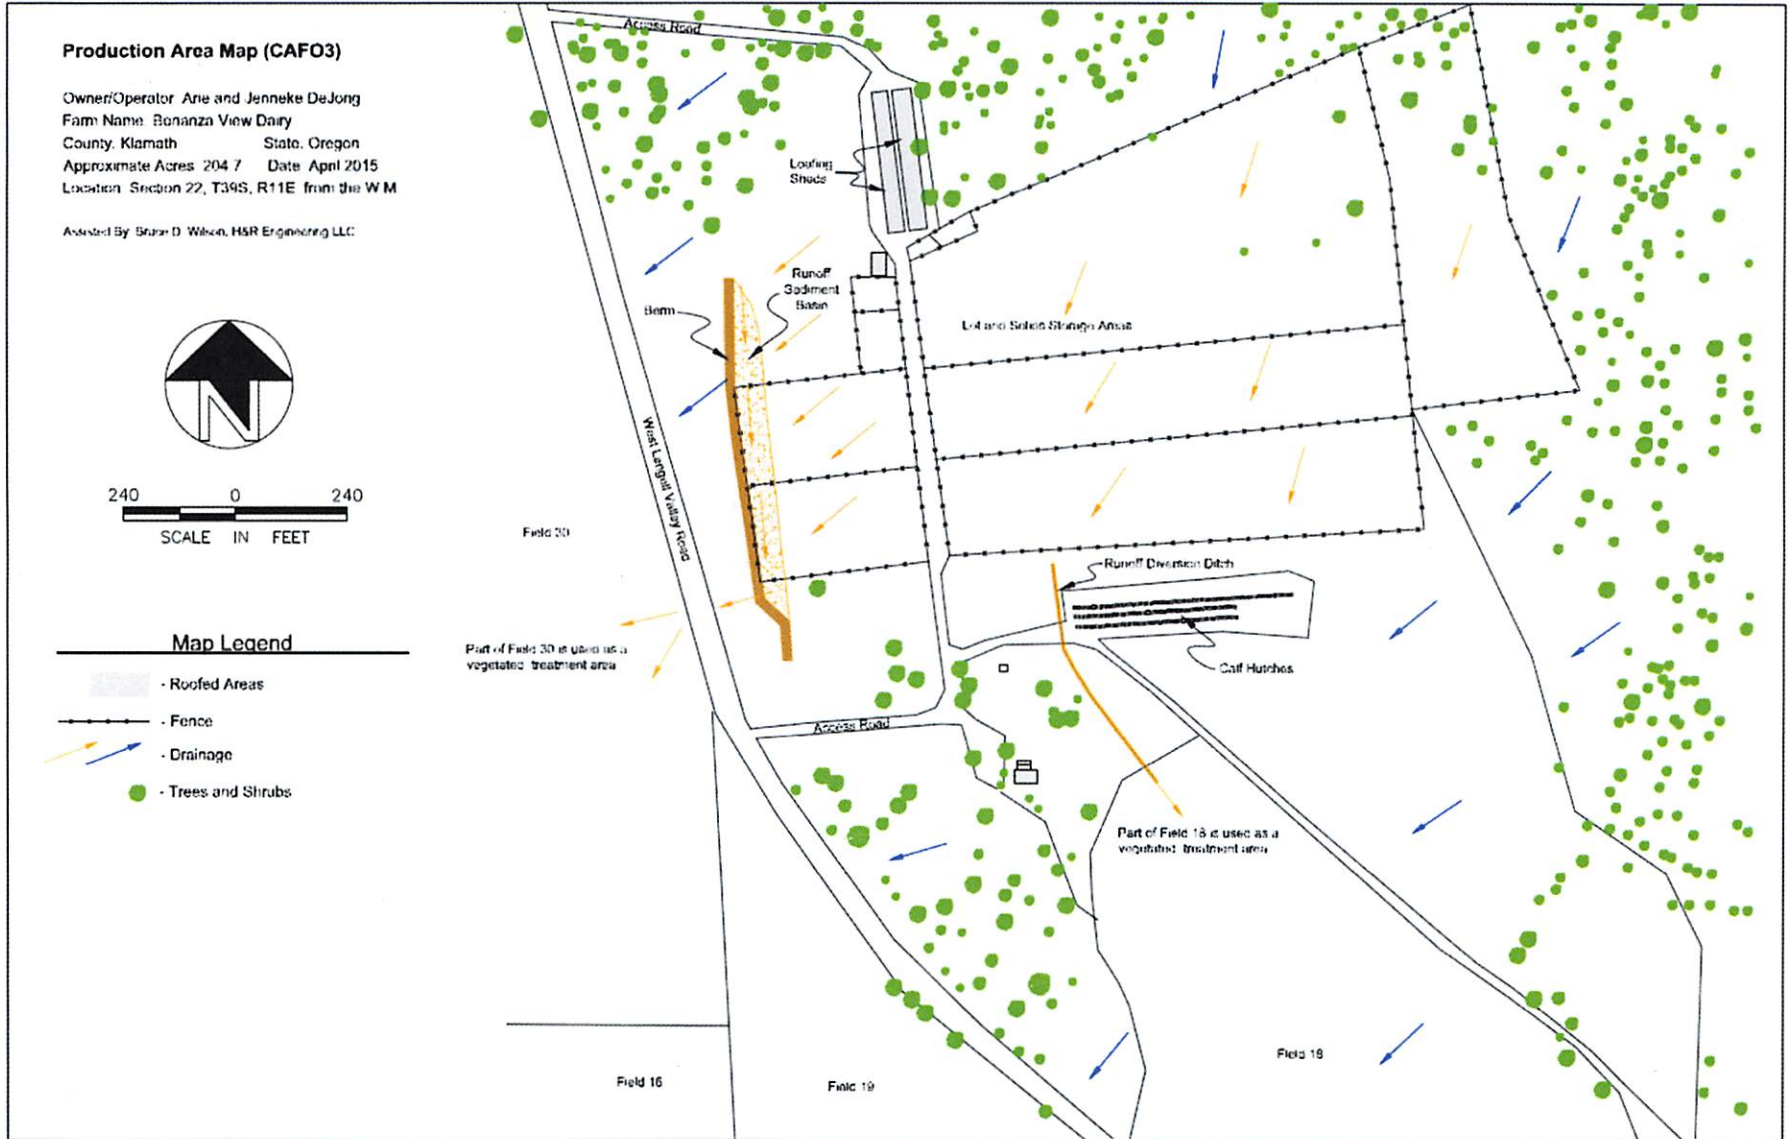 Production Area Map (CAFO3)
Owner/Operator Arie and Jenneke DeJong
Farm Name Bonanza View Dairy
County. Klamath State. Oregon
Approximate Acres 204 7 Date April 2015
Location Section 22, T39S, R11E from the W M
Assisted By Bruce D. Wilson, H&R Engineering LLC
240 0 240
SCALE IN FEET
Map Legend
- Roofed Areas
- Fence
- Drainage
- Trees and Shrubs
Access Road
Loafing
Sheds
Runoff
Sediment
Basin
Berm
Lot and Solids Storage Areas
West Langell Valley Road
Field 30
Runoff Diversion Ditch
Part of Field 30 is used as a
vegetated treatment area
Calf Hutches
Access Road
Part of Field 18 is used as a
vegetated treatment area
Field 18
Field 16
Field 19